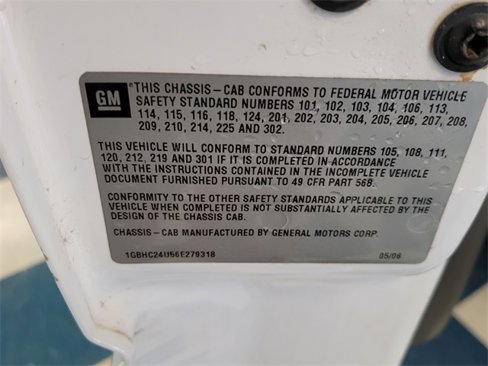 GM
THIS CHASSIS-CAB CONFORMS TO FEDERAL MOTOR VEHICLE
SAFETY STANDARD NUMBERS 101, 102, 103, 104, 106, 113,
114, 115, 116, 118, 124, 201, 202, 203, 204, 205, 206, 207, 208,
209, 210, 214, 225 AND 302.
THIS VEHICLE WILL CONFORM TO STANDARD NUMBERS 105, 108, 111,
120, 212, 219 AND 301 IF IT IS COMPLETED IN ACCORDANCE
WITH THE INSTRUCTIONS CONTAINED IN THE INCOMPLETE VEHICLE
DOCUMENT FURNISHED PURSUANT TO 49 CFR PART 568.
CONFORMITY TO THE OTHER SAFETY STANDARDS APPLICABLE TO
THIS VEHICLE WHEN COMPLETED IS NOT SUBSTANTIALLY AFFECTED BY THE
DESIGN OF THE CHASSIS CAB.
CHASSIS-CAB MANUFACTURED BY GENERAL MOTORS CORP.
1GBHC24U56E279318 05/06